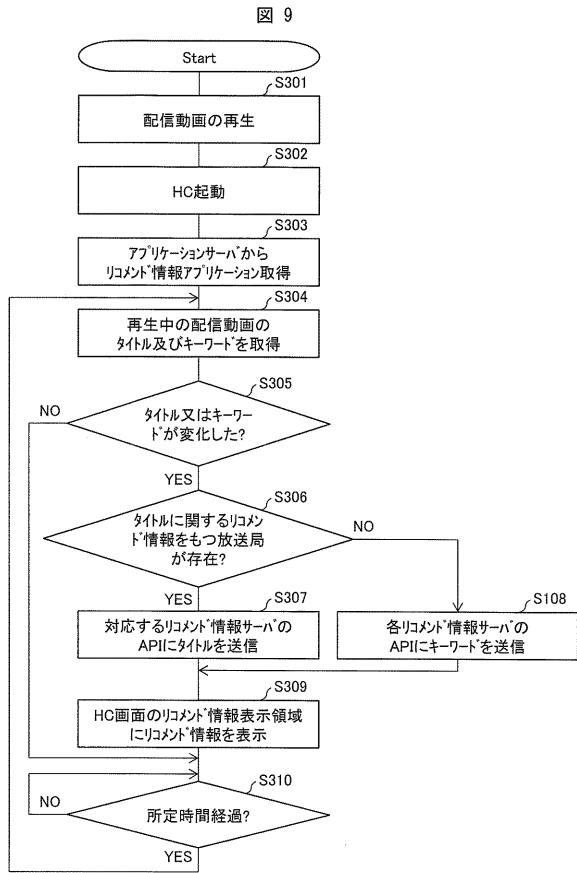 図 9
Start
S301
配信動画の再生
S302
HC起動
S303
アプリケーションサーバから
リコメンド情報アプリケーション取得
S304
再生中の配信動画の
タイトル及びキーワードを取得
S305
NO
タイトル又はキーワー
ドが変化した?
YES
S306
タイトルに関するリコメン
ド情報をもつ放送局
が存在?
NO
YES
S307
対応するリコメンド情報サーバの
APIにタイトルを送信
S108
各リコメンド情報サーバの
APIにキーワードを送信
S309
HC画面のリコメンド情報表示領域
にリコメンド情報を表示
S310
NO
所定時間経過?
YES